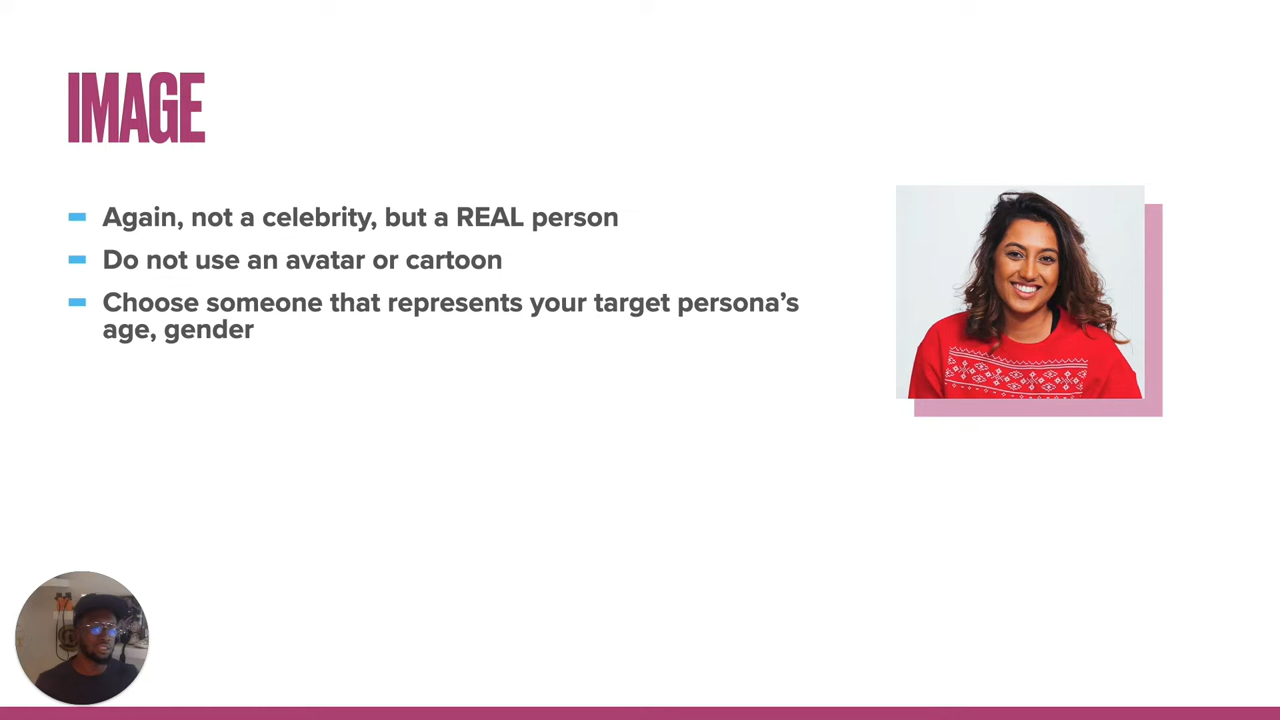 IMAGE
Again, not a celebrity, but a REAL person
Do not use an avatar or cartoon
Choose someone that represents your target persona’s
age, gender